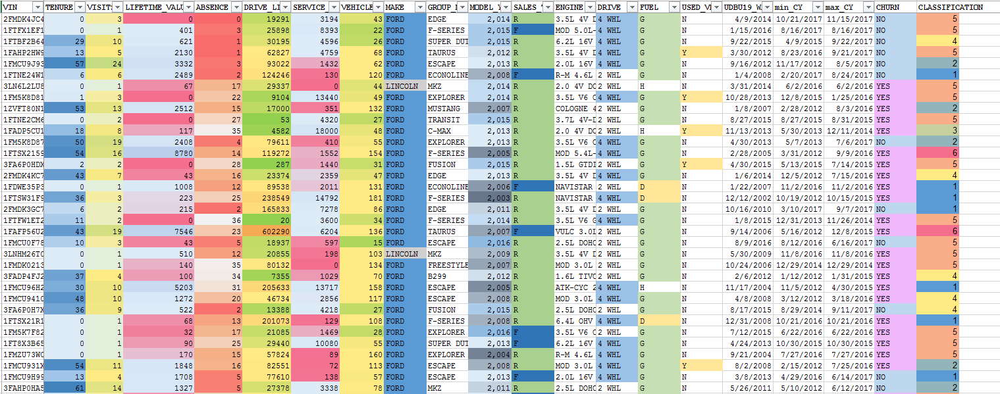 VIN TENURE VISITS LIFETIME_VALU ABSENCE DRIVE_LI SERVICE_ VEHICLE MAKE GROUP_ MODEL_Y SALES_ ENGINE DRIVE FUEL USED_V UDBU19_W min_CY max_CY CHURN CLASSIFICATION
2FMDK4JC4 0 3 0 0 19291 3194 43 FORD EDGE 2,014 R 3.5L 4V D 4 WHL G N 4/9/2014 10/21/2017 11/15/2017 NO 5
1FTFX1EF1 0 1 401 3 25898 8393 22 FORD F-SERIES 2,015 F MOD 5.0L- 4 WHL G N 1/15/2016 8/16/2017 8/16/2017 NO 5
1FTBF2B64 29 10 621 1 30195 4596 26 FORD SUPER DUT 2,015 R 6.2L 16V 4 WHL G N 9/22/2015 4/9/2015 9/22/2017 NO 4
1FAHP2HW9 13 5 2130 1 62827 4759 68 FORD TAURUS 2,012 R 3.5L 4V D 4 WHL G Y 3/30/2012 8/23/2016 9/21/2017 NO 5
1FMCU9J93 57 24 3332 3 93022 1432 62 FORD ESCAPE 2,013 R 2.0L 16V 4 WHL G N 9/16/2012 11/17/2012 8/5/2017 NO 2
1FTNE24W1 6 6 2489 2 124246 130 120 FORD ECONOLINE 2,008 F R-M 4.6L 2 WHL G N 1/4/2008 2/20/2017 8/24/2017 NO 1
3LN6L2LU8 0 1 67 17 29337 0 44 LINCOLN MKZ 2,014 R 2.0 4V DO 2 WHL H N 3/31/2014 6/2/2016 6/2/2016 YES 5
1FM5K8D81 1 3 0 22 9104 13440 49 FORD EXPLORER 2,014 R 3.5L V6 C 4 WHL G Y 10/28/2013 12/8/2015 1/25/2016 YES 5
1ZVFT80N1 53 13 2512 15 17000 351 132 FORD MUSTANG 2,007 R COLOGNE 4 2 WHL G N 1/8/2007 2/28/2012 8/3/2016 YES 2
1FTNE2CM6 0 2 0 27 53 4320 27 FORD TRANSIT 2,015 R 3.7L 4V-D 2 WHL G N 8/27/2015 8/27/2015 8/31/2015 YES 5
1FADP5CU1 18 8 117 35 4582 18000 48 FORD C-MAX 2,013 R 2.0 4V DO 2 WHL H Y 11/13/2013 5/30/2013 12/11/2014 YES 3
1FM5K8D87 50 19 2408 4 79611 410 55 FORD EXPLORER 2,013 R 3.5L V6 C 4 WHL G N 4/30/2013 5/7/2013 7/6/2017 NO 2
1FTSX2159 54 16 8780 14 119272 1552 154 FORD F-SERIES 2,005 R MOD 5.4L- 4 WHL G N 2/28/2005 3/31/2012 9/9/2016 YES 6
3FA6P0HDX 2 2 0 28 287 1440 31 FORD FUSION 2,015 R 1.5L GTDI 2 WHL G Y 4/30/2015 5/13/2015 7/14/2015 YES 5
2FMDK4KC7 43 7 43 16 23374 2359 47 FORD EDGE 2,013 R 3.5L 4V D 4 WHL G N 1/6/2014 12/5/2012 7/15/2016 YES 4
1FDWE35P3 0 1 1008 12 89538 2011 131 FORD ECONOLINE 2,006 F NAVISTAR 2 WHL D N 1/22/2007 11/2/2016 11/2/2016 YES 1
1FTSW31F9 36 3 223 25 238549 14792 181 FORD F-SERIES 2,003 R NAVISTAR 4 WHL D N 12/12/2002 10/19/2012 10/15/2015 YES 1
2FMDK3GC7 6 2 215 2 165833 7278 86 FORD EDGE 2,011 R 3.5L 4V D 2 WHL G N 10/16/2010 3/10/2017 9/7/2017 NO 1
1FTFW1ET2 11 2 0 36 20 3600 34 FORD F-SERIES 2,014 R 3.5L V6 G 4 WHL G N 1/8/2015 12/31/2013 11/26/2014 YES 5
1FAFP56U2 43 19 7546 23 602290 6204 136 FORD TAURUS 2,007 F VULC 3.0L 2 WHL G N 9/14/2006 5/16/2012 12/8/2015 YES 6
1FMCU0F78 10 3 43 5 18937 597 15 FORD ESCAPE 2,016 R 2.5L DOHC 2 WHL G N 8/9/2016 8/12/2016 6/16/2017 NO 5
3LNHM26T0 0 1 510 12 20855 198 103 LINCOLN MKZ 2,009 R 3.5L 4V D 2 WHL G N 5/30/2009 11/8/2016 11/8/2016 YES 5
1FMDK0213 0 1 140 35 80132 0 134 FORD FREESTYLE 2,007 R MOD 3.0L 2 WHL G N 10/24/2006 12/29/2014 12/29/2014 YES 5
3FADP4FJ2 37 4 100 34 7355 1029 70 FORD B299 2,012 R 1.6L TIVC 2 WHL G N 2/6/2012 1/12/2012 1/31/2015 YES 4
1FMCU96H2 30 10 5203 31 205633 13717 158 FORD ESCAPE 2,005 R ATK-CYC 2 4 WHL H N 11/17/2004 11/5/2012 4/30/2015 YES 1
1FMCU9410 48 10 1272 20 46734 2856 117 FORD ESCAPE 2,008 R MOD 3.0L 4 WHL G N 4/8/2008 3/12/2012 3/18/2016 YES 4
3FA6P0H7X 36 9 522 2 13388 4218 27 FORD FUSION 2,015 R 2.5L DOHC 2 WHL G N 8/17/2015 8/29/2014 9/11/2017 NO 4
1FTSX21R1 0 1 68 13 201073 129 108 FORD F-SERIES 2,008 R 6.4L OHV 4 WHL D N 12/31/2008 10/21/2016 10/21/2016 YES 1
1FM5K7F82 0 1 32 17 21085 1469 28 FORD EXPLORER 2,016 F 3.5L V6 C 2 WHL G N 7/12/2015 6/22/2016 6/22/2016 YES 5
1FT8X3B65 0 1 90 25 29440 10080 55 FORD SUPER DUT 2,013 F 6.2L 16V 4 WHL G N 4/24/2013 10/30/2015 10/30/2015 YES 5
1FMZU73W0 0 1 170 15 57824 89 160 FORD EXPLORER 2,004 R R-M 4.6L 4 WHL G N 9/21/2004 7/27/2016 7/27/2016 YES 5
1FMCU931X 54 11 1848 16 82551 72 113 FORD ESCAPE 2,008 R MOD 3.0L 4 WHL G Y 8/2/2008 2/15/2012 7/25/2016 YES 2
1FMCU9H99 13 4 1708 5 77610 138 57 FORD ESCAPE 2,013 F 2.0L 16V 4 WHL G N 3/8/2013 4/29/2016 6/14/2017 NO 1
3FAHP0HA5 61 14 1327 5 27378 3338 78 FORD MKZ 2,011 R 2.5L DOHC 2 WHL G N 5/26/2011 5/10/2012 6/12/2017 NO 2